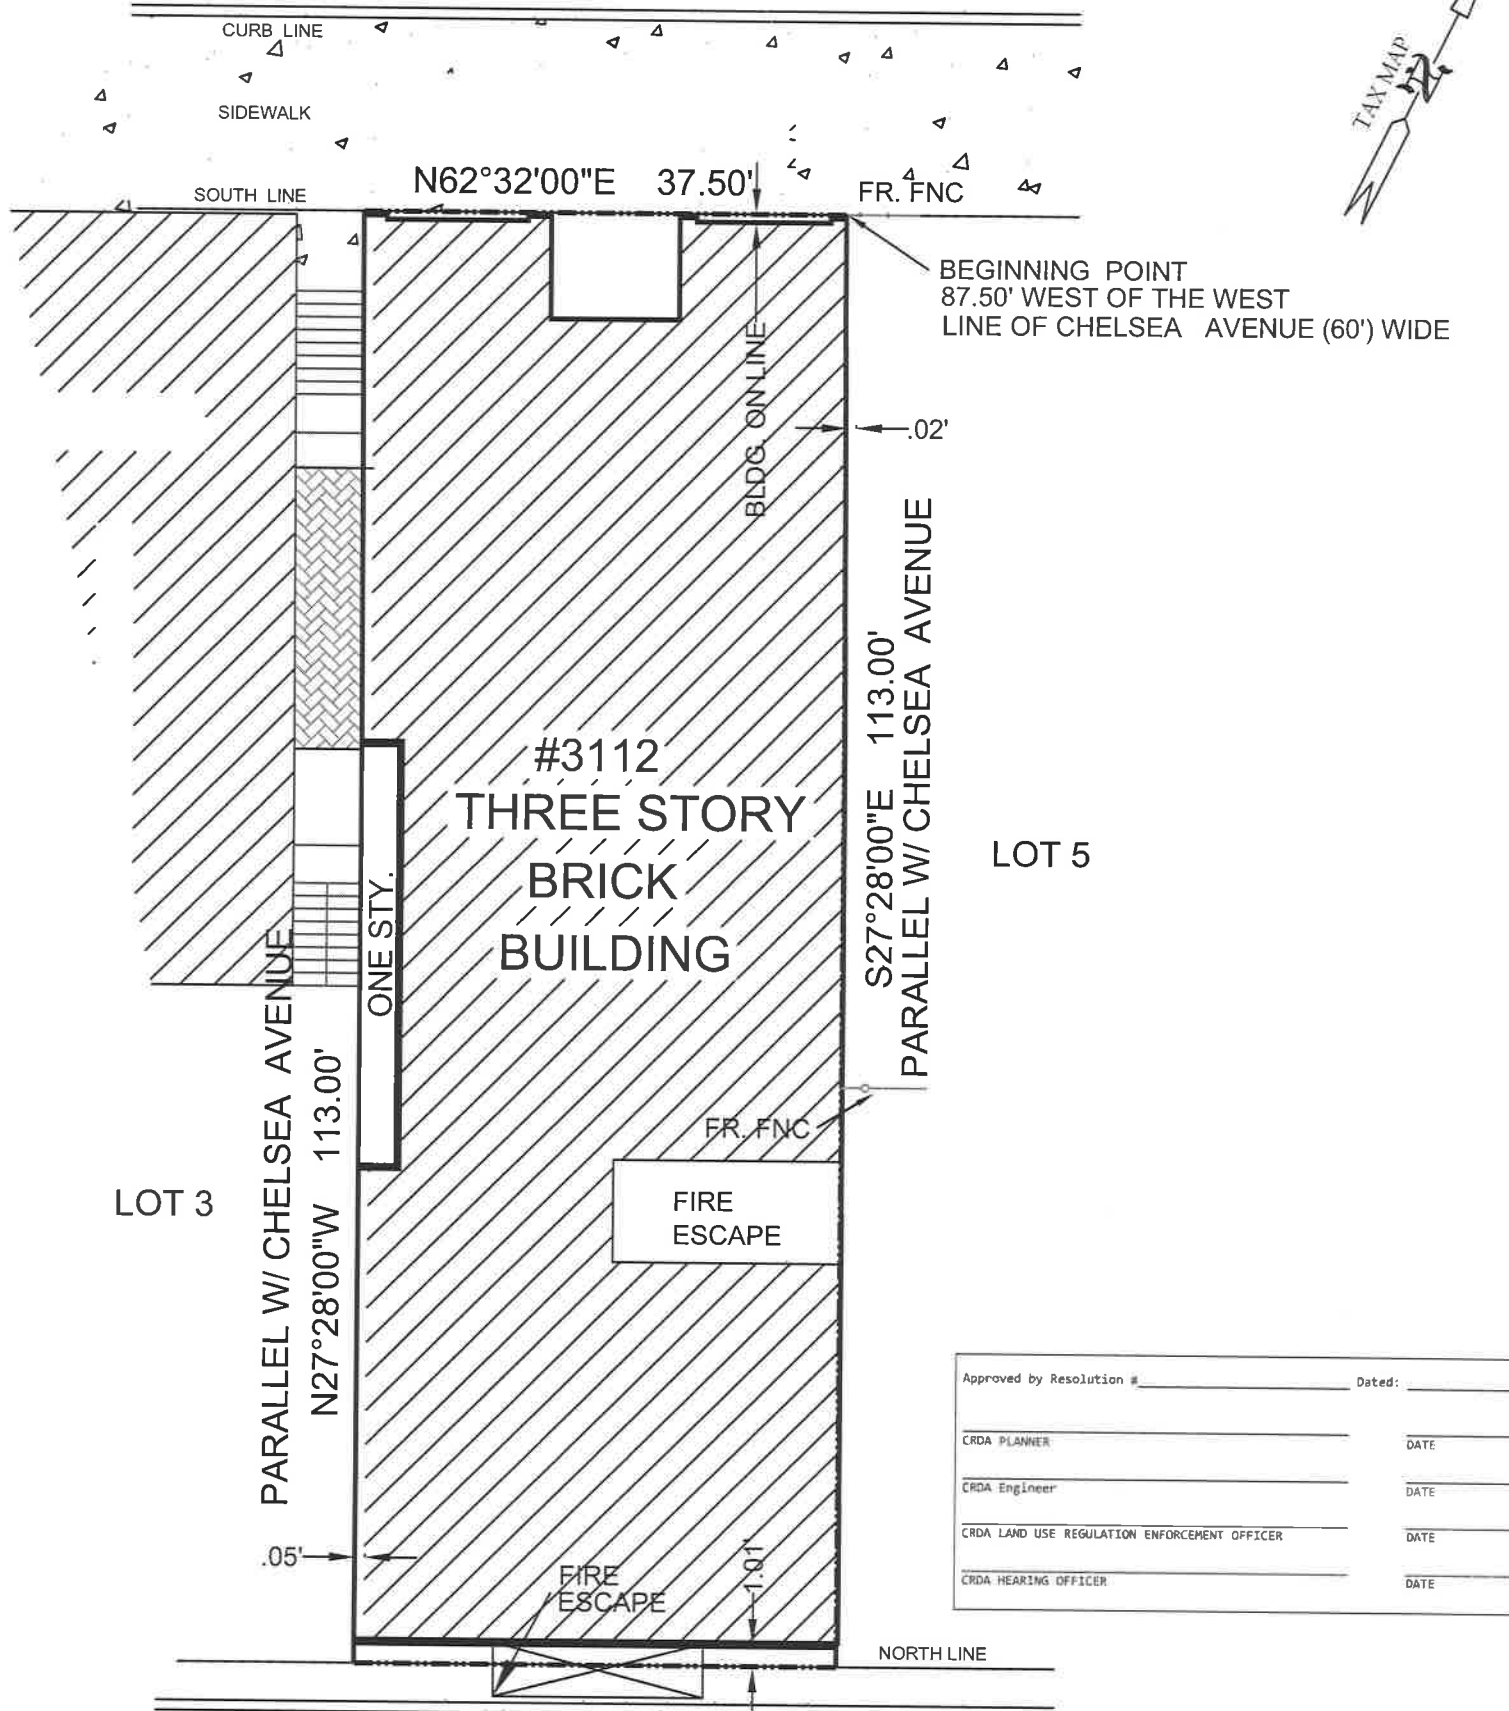 CURB LINE
SIDEWALK
TAX MAP
N
SOUTH LINE
N62°32'00"E 37.50'
FR. FNC
BEGINNING POINT
87.50' WEST OF THE WEST
LINE OF CHELSEA AVENUE (60') WIDE
BLDG. ON LINE
.02'
S27°28'00"E 113.00'
PARALLEL W/ CHELSEA AVENUE
#3112
THREE STORY
BRICK
BUILDING
LOT 5
ONE STY.
PARALLEL W/ CHELSEA AVENUE
N27°28'00"W 113.00'
LOT 3
FR. FNC
FIRE
ESCAPE
.05'
FIRE
ESCAPE
1.01'
NORTH LINE
Approved by Resolution # Dated:
CRDA PLANNER DATE
CRDA Engineer DATE
CRDA LAND USE REGULATION ENFORCEMENT OFFICER DATE
CRDA HEARING OFFICER DATE